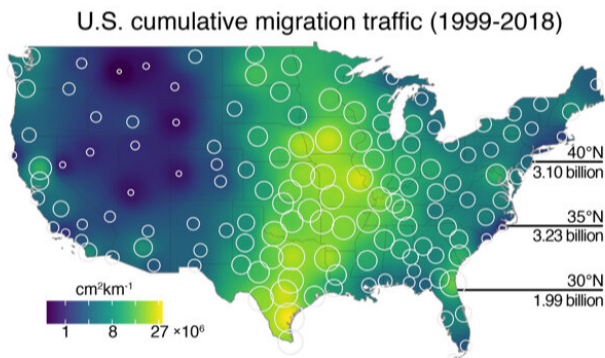 U.S. cumulative migration traffic (1999-2018)
40°N
3.10 billion
35°N
3.23 billion
30°N
1.99 billion
cm²km⁻¹
1 8 27 ×10⁶